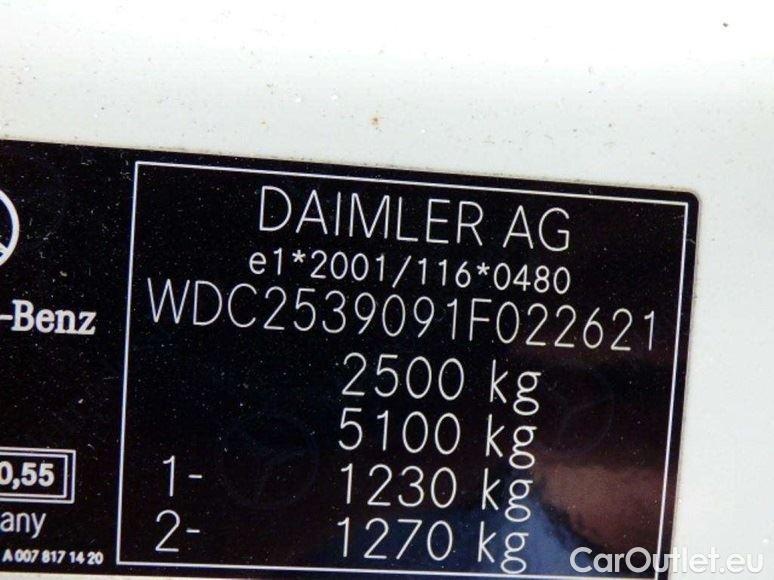 DAIMLER AG
e1*2001/116*0480
WDC2539091F022621
-Benz
2500 kg
5100 kg
0,55
1- 1230 kg
any
2- 1270 kg
A 007 817 14 20
CarOutlet.eu